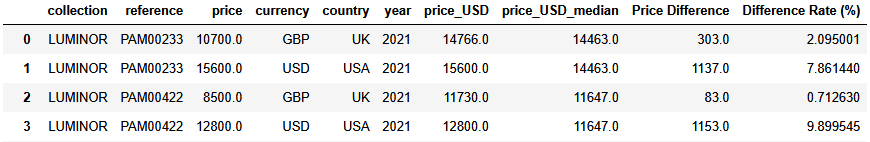 collection reference price currency country year price_USD price_USD_median Price Difference Difference Rate (%)
0 LUMINOR PAM00233 10700.0 GBP UK 2021 14766.0 14463.0 303.0 2.095001
1 LUMINOR PAM00233 15600.0 USD USA 2021 15600.0 14463.0 1137.0 7.861440
2 LUMINOR PAM00422 8500.0 GBP UK 2021 11730.0 11647.0 83.0 0.712630
3 LUMINOR PAM00422 12800.0 USD USA 2021 12800.0 11647.0 1153.0 9.899545